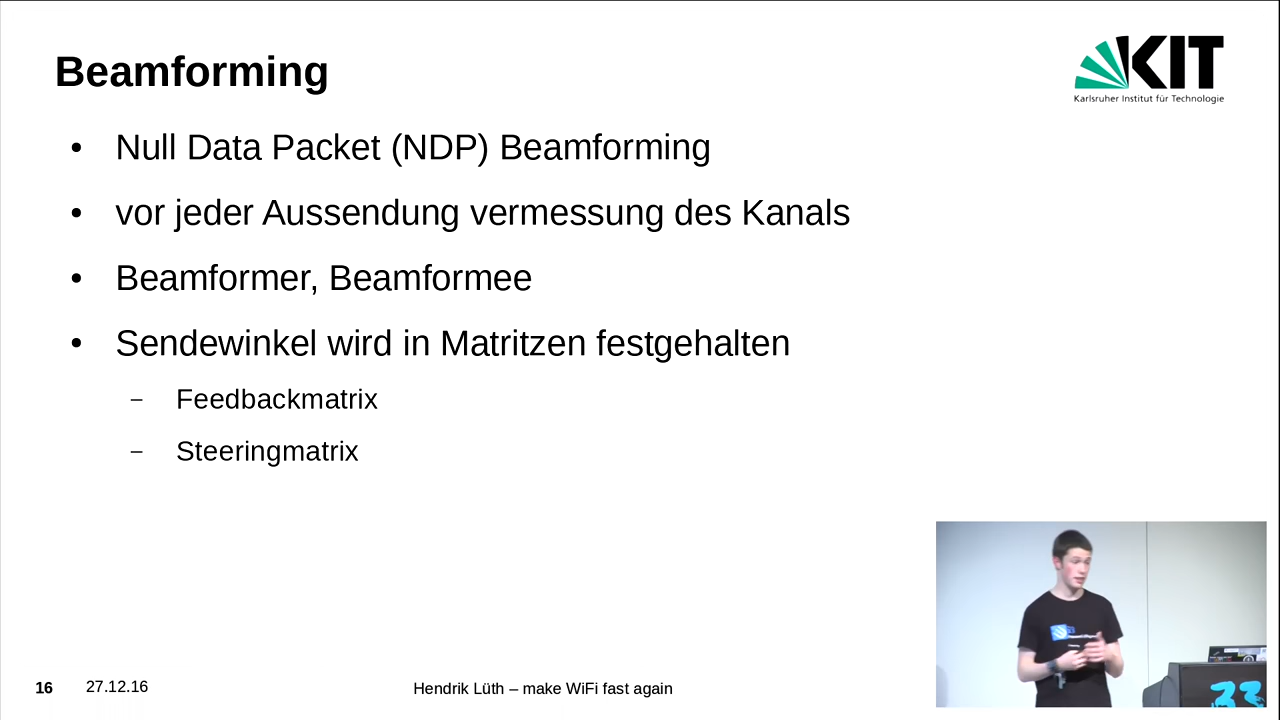 Beamforming
KIT
Karlsruher Institut für Technologie
• Null Data Packet (NDP) Beamforming
• vor jeder Aussendung vermessung des Kanals
• Beamformer, Beamformee
• Sendewinkel wird in Matritzen festgehalten
– Feedbackmatrix
– Steeringmatrix
33
16 27.12.16 Hendrik Lüth – make WiFi fast again